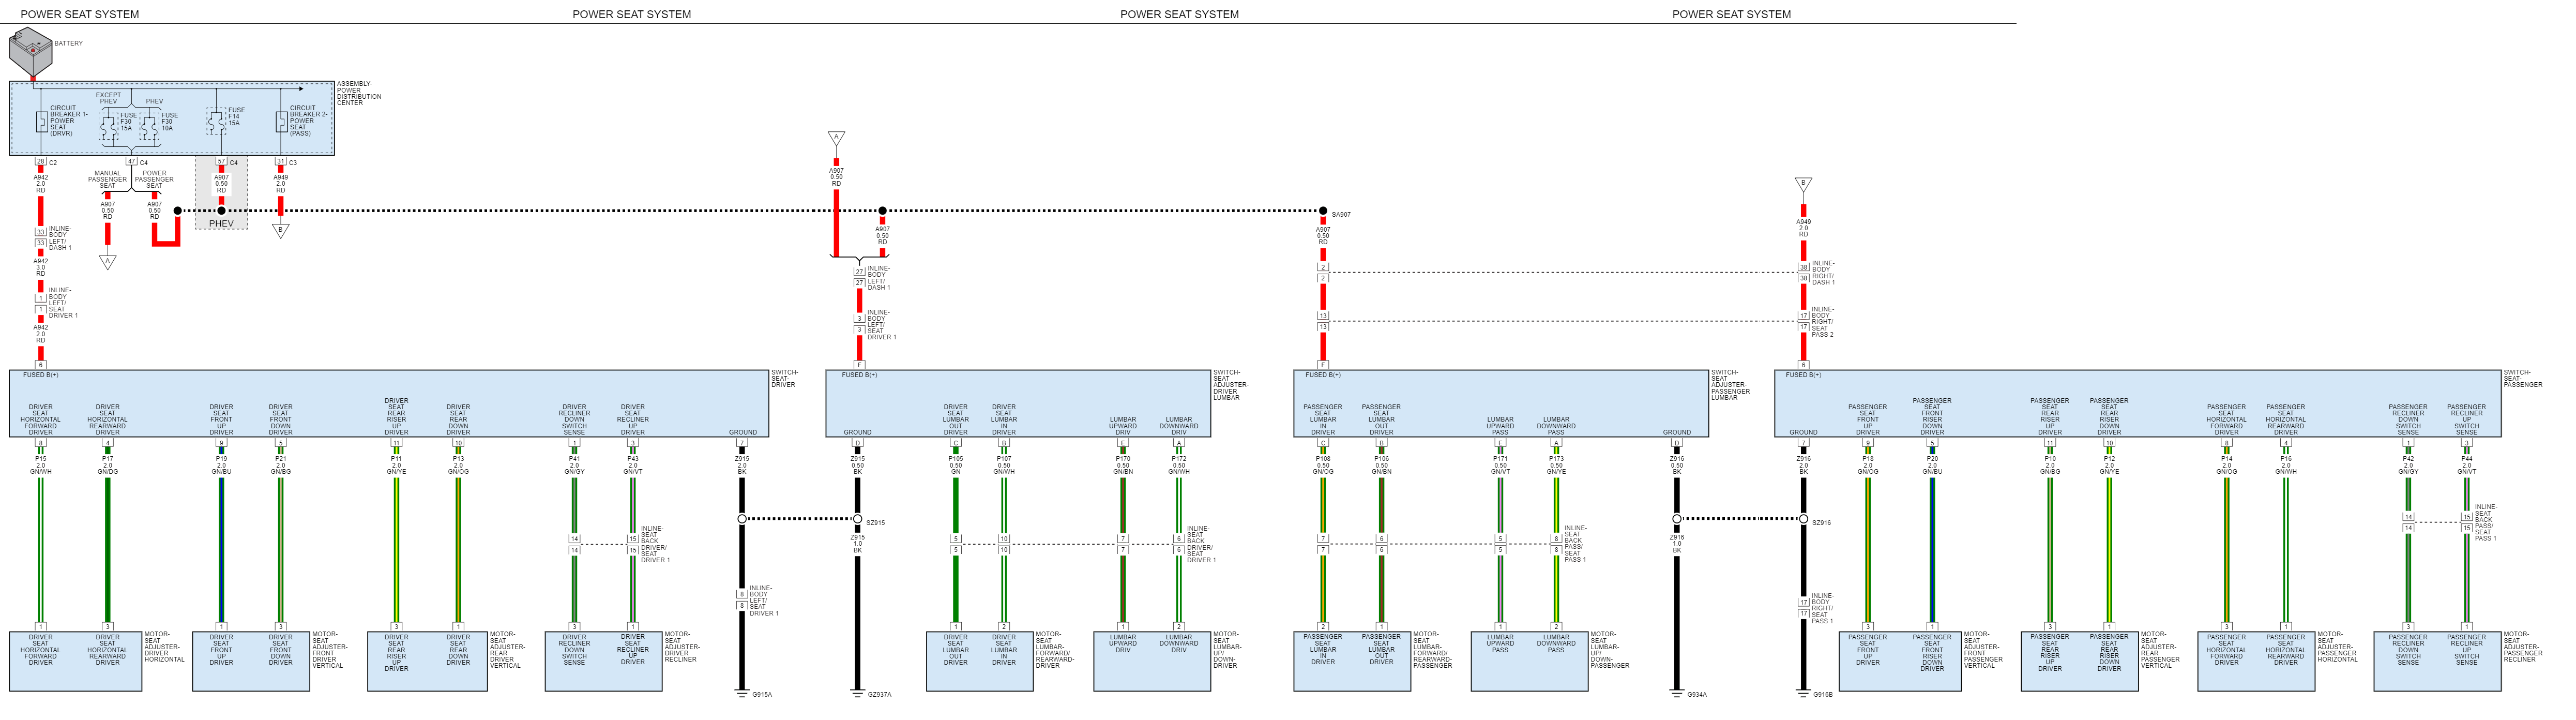 POWER SEAT SYSTEM
POWER SEAT SYSTEM
POWER SEAT SYSTEM
POWER SEAT SYSTEM
BATTERY
ASSEMBLY-
POWER
DISTRIBUTION
CENTER
CIRCUIT
BREAKER 1-
POWER
SEAT
(DRVR)
EXCEPT
PHEV
FUSE
F30
15A
PHEV
FUSE
F30
10A
FUSE
F14
15A
CIRCUIT
BREAKER 2-
POWER
SEAT
(PASS)
28 C2
47 C4
57 C4
31 C3
A942
2.0
RD
MANUAL
PASSENGER
SEAT
POWER
PASSENGER
SEAT
A907
0.50
RD
A907
0.50
RD
A907
0.50
RD
PHEV
A949
2.0
RD
A
B
33
33
INLINE-
BODY
LEFT/
DASH 1
A942
3.0
RD
1
1
INLINE-
BODY
LEFT/
SEAT
DRIVER 1
A942
2.0
RD
6
A
A907
0.50
RD
A907
0.50
RD
27
27
INLINE-
BODY
LEFT/
DASH 1
3
3
INLINE-
BODY
LEFT/
SEAT
DRIVER 1
F
SA907
A907
0.50
RD
2
2
13
13
F
B
A949
2.0
RD
38
38
INLINE-
BODY
RIGHT/
DASH 1
17
17
INLINE-
BODY
RIGHT/
SEAT
PASS 2
6
FUSED B(+)
SWITCH-
SEAT-
DRIVER
DRIVER
SEAT
HORIZONTAL
FORWARD
DRIVER
DRIVER
SEAT
HORIZONTAL
REARWARD
DRIVER
DRIVER
SEAT
FRONT
UP
DRIVER
DRIVER
SEAT
FRONT
DOWN
DRIVER
DRIVER
SEAT
REAR
RISER
UP
DRIVER
DRIVER
SEAT
REAR
DOWN
DRIVER
DRIVER
RECLINER
DOWN
SWITCH
SENSE
DRIVER
SEAT
RECLINER
UP
DRIVER
GROUND
FUSED B(+)
SWITCH-
SEAT
ADJUSTER-
DRIVER
LUMBAR
GROUND
DRIVER
SEAT
LUMBAR
OUT
DRIVER
DRIVER
SEAT
LUMBAR
IN
DRIVER
LUMBAR
UPWARD
DRIV
LUMBAR
DOWNWARD
DRIV
FUSED B(+)
SWITCH-
SEAT
ADJUSTER-
PASSENGER
LUMBAR
PASSENGER
SEAT
LUMBAR
IN
DRIVER
PASSENGER
SEAT
LUMBAR
OUT
DRIVER
LUMBAR
UPWARD
PASS
LUMBAR
DOWNWARD
PASS
GROUND
FUSED B(+)
SWITCH-
SEAT-
PASSENGER
GROUND
PASSENGER
SEAT
FRONT
UP
DRIVER
PASSENGER
SEAT
FRONT
RISER
DOWN
DRIVER
PASSENGER
SEAT
REAR
RISER
UP
DRIVER
PASSENGER
SEAT
REAR
RISER
DOWN
DRIVER
PASSENGER
SEAT
HORIZONTAL
FORWARD
DRIVER
PASSENGER
SEAT
HORIZONTAL
REARWARD
DRIVER
PASSENGER
RECLINER
DOWN
SWITCH
SENSE
PASSENGER
RECLINER
UP
SWITCH
SENSE
8 4 9 5 11 10 1 3 7 D C B E A C B E A D 7 9 5 11 10 8 4 1 3
P15
2.0
GN/WH
P17
2.0
GN/DG
P19
2.0
GN/BU
P21
2.0
GN/BG
P11
2.0
GN/YE
P13
2.0
GN/OG
P41
2.0
GN/GY
P43
2.0
GN/VT
Z915
2.0
BK
Z915
0.50
BK
P105
0.50
GN
P107
0.50
GN/WH
P170
0.50
GN/BN
P172
0.50
GN/WH
P108
0.50
GN/OG
P106
0.50
GN/BN
P171
0.50
GN/VT
P173
0.50
GN/YE
Z916
0.50
BK
Z916
2.0
BK
P18
2.0
GN/OG
P20
2.0
GN/BU
P10
2.0
GN/BG
P12
2.0
GN/YE
P14
2.0
GN/OG
P16
2.0
GN/WH
P42
2.0
GN/GY
P44
2.0
GN/VT
14
14
15
15
INLINE-
SEAT
BACK
DRIVER/
SEAT
DRIVER 1
8
8
INLINE-
BODY
LEFT/
SEAT
DRIVER 1
SZ915
Z915
1.0
BK
5
5
10
10
7
7
6
6
INLINE-
SEAT
BACK
DRIVER/
SEAT
DRIVER 1
7
7
6
6
5
5
8
8
INLINE-
SEAT
BACK
PASS/
SEAT
PASS 1
Z916
1.0
BK
SZ916
17
17
INLINE-
BODY
RIGHT/
SEAT
PASS 1
14
14
15
15
INLINE-
SEAT
BACK
PASS/
SEAT
PASS 1
1 3 1 3 3 1 3 1 1 2 1 2 2 1 1 2 3 1 3 1 3 1 3 1
DRIVER
SEAT
HORIZONTAL
FORWARD
DRIVER
DRIVER
SEAT
HORIZONTAL
REARWARD
DRIVER
MOTOR-
SEAT
ADJUSTER-
DRIVER
HORIZONTAL
DRIVER
SEAT
FRONT
UP
DRIVER
DRIVER
SEAT
FRONT
DOWN
DRIVER
MOTOR-
SEAT
ADJUSTER-
FRONT
DRIVER
VERTICAL
DRIVER
SEAT
REAR
RISER
UP
DRIVER
DRIVER
SEAT
REAR
DOWN
DRIVER
MOTOR-
SEAT
ADJUSTER-
REAR
DRIVER
VERTICAL
DRIVER
RECLINER
DOWN
SWITCH
SENSE
DRIVER
SEAT
RECLINER
UP
DRIVER
MOTOR-
SEAT
ADJUSTER-
DRIVER
RECLINER
G915A
GZ937A
DRIVER
SEAT
LUMBAR
OUT
DRIVER
DRIVER
SEAT
LUMBAR
IN
DRIVER
MOTOR-
SEAT
LUMBAR-
FORWARD/
REARWARD-
DRIVER
LUMBAR
UPWARD
DRIV
LUMBAR
DOWNWARD
DRIV
MOTOR-
SEAT
LUMBAR-
UP/
DOWN-
DRIVER
PASSENGER
SEAT
LUMBAR
IN
DRIVER
PASSENGER
SEAT
LUMBAR
OUT
DRIVER
MOTOR-
SEAT
LUMBAR-
FORWARD/
REARWARD-
PASSENGER
LUMBAR
UPWARD
PASS
LUMBAR
DOWNWARD
PASS
MOTOR-
SEAT
LUMBAR-
UP/
DOWN-
PASSENGER
G934A
G916B
PASSENGER
SEAT
FRONT
UP
DRIVER
PASSENGER
SEAT
FRONT
RISER
DOWN
DRIVER
MOTOR-
SEAT
ADJUSTER-
FRONT
PASSENGER
VERTICAL
PASSENGER
SEAT
REAR
RISER
UP
DRIVER
PASSENGER
SEAT
REAR
RISER
DOWN
DRIVER
MOTOR-
SEAT
ADJUSTER-
REAR
PASSENGER
VERTICAL
PASSENGER
SEAT
HORIZONTAL
FORWARD
DRIVER
PASSENGER
SEAT
HORIZONTAL
REARWARD
DRIVER
MOTOR-
SEAT
ADJUSTER-
PASSENGER
HORIZONTAL
PASSENGER
RECLINER
DOWN
SWITCH
SENSE
PASSENGER
RECLINER
UP
SWITCH
SENSE
MOTOR-
SEAT
ADJUSTER-
PASSENGER
RECLINER